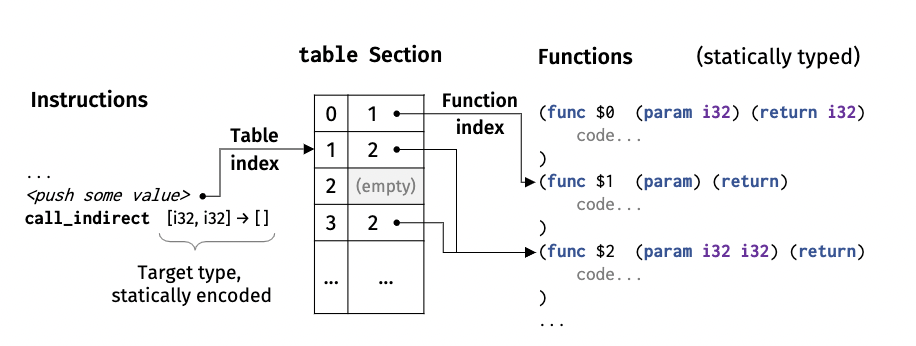 table Section
Functions (statically typed)
Instructions
Table
index
Function
index
...
<push some value>
call_indirect [i32, i32] → [ ]
Target type,
statically encoded
0 1
1 2
2 (empty)
3 2
... ...
(func $0 (param i32) (return i32)
code...
)
(func $1 (param) (return)
code...
)
(func $2 (param i32 i32) (return)
code...
)
...